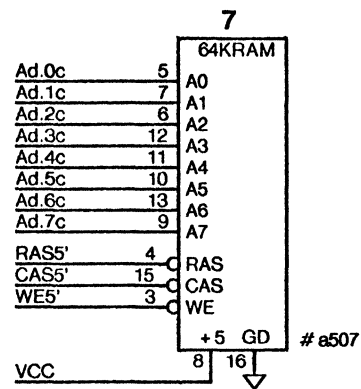 7
64KRAM
Ad.0c 5 A0
Ad.1c 7 A1
Ad.2c 6 A2
Ad.3c 12 A3
Ad.4c 11 A4
Ad.5c 10 A5
Ad.6c 13 A6
Ad.7c 9 A7
RAS5' 4 RAS
CAS5' 15 CAS
WE5' 3 WE
+5 GD # a507
8 16
VCC